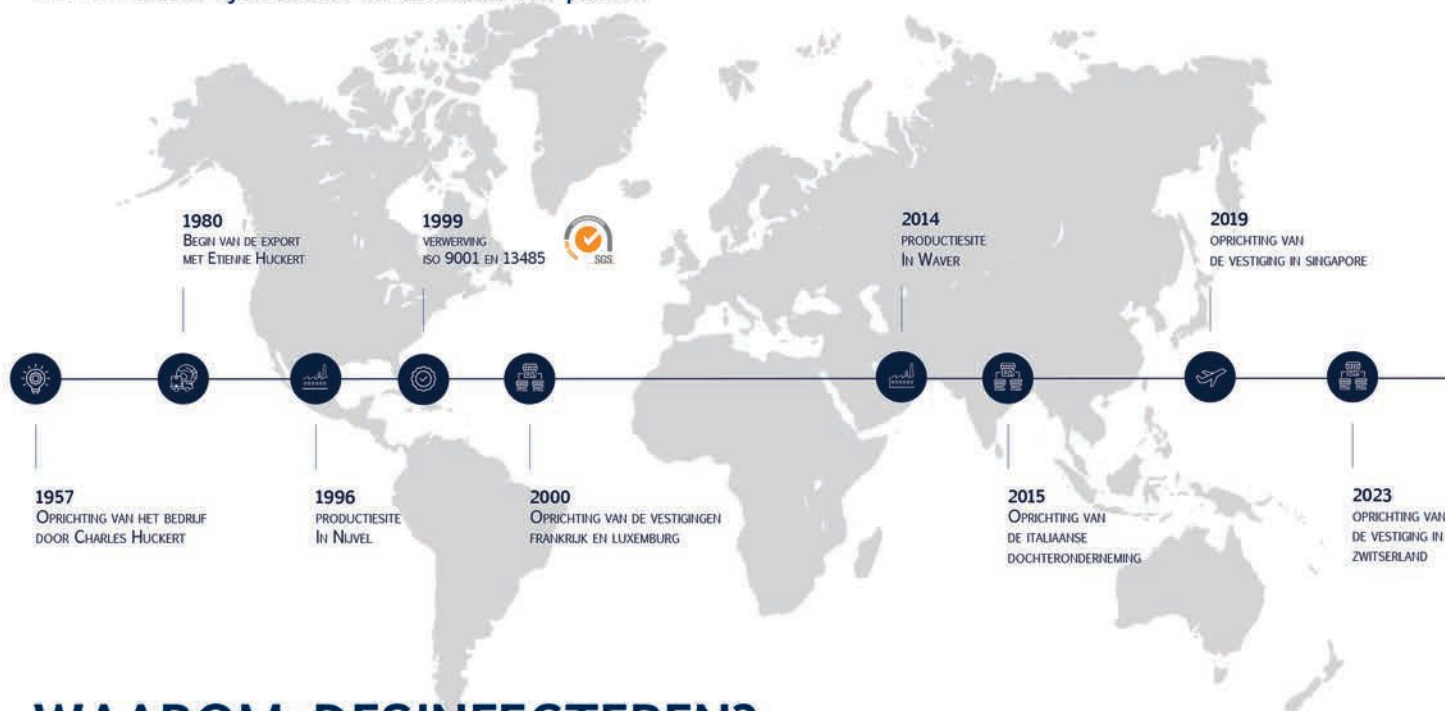 1980
BEGIN VAN DE EXPORT
MET ETIENNE HUCKERT
1999
VERWERVING
ISO 9001 EN 13485
SGS
2014
PRODUCTIESITE
IN WAVER
2019
OPRICHTING VAN
DE VESTIGING IN SINGAPORE
1957
OPRICHTING VAN HET BEDRIJF
DOOR CHARLES HUCKERT
1996
PRODUCTIESITE
IN NIJVEL
2000
OPRICHTING VAN DE VESTIGINGEN
FRANKRIJK EN LUXEMBURG
2015
OPRICHTING VAN
DE ITALIAANSE
DOCHTERONDERNEMING
2023
OPRICHTING VAN
DE VESTIGING IN
ZWITSERLAND
WAAROM DESINFECTEREN?